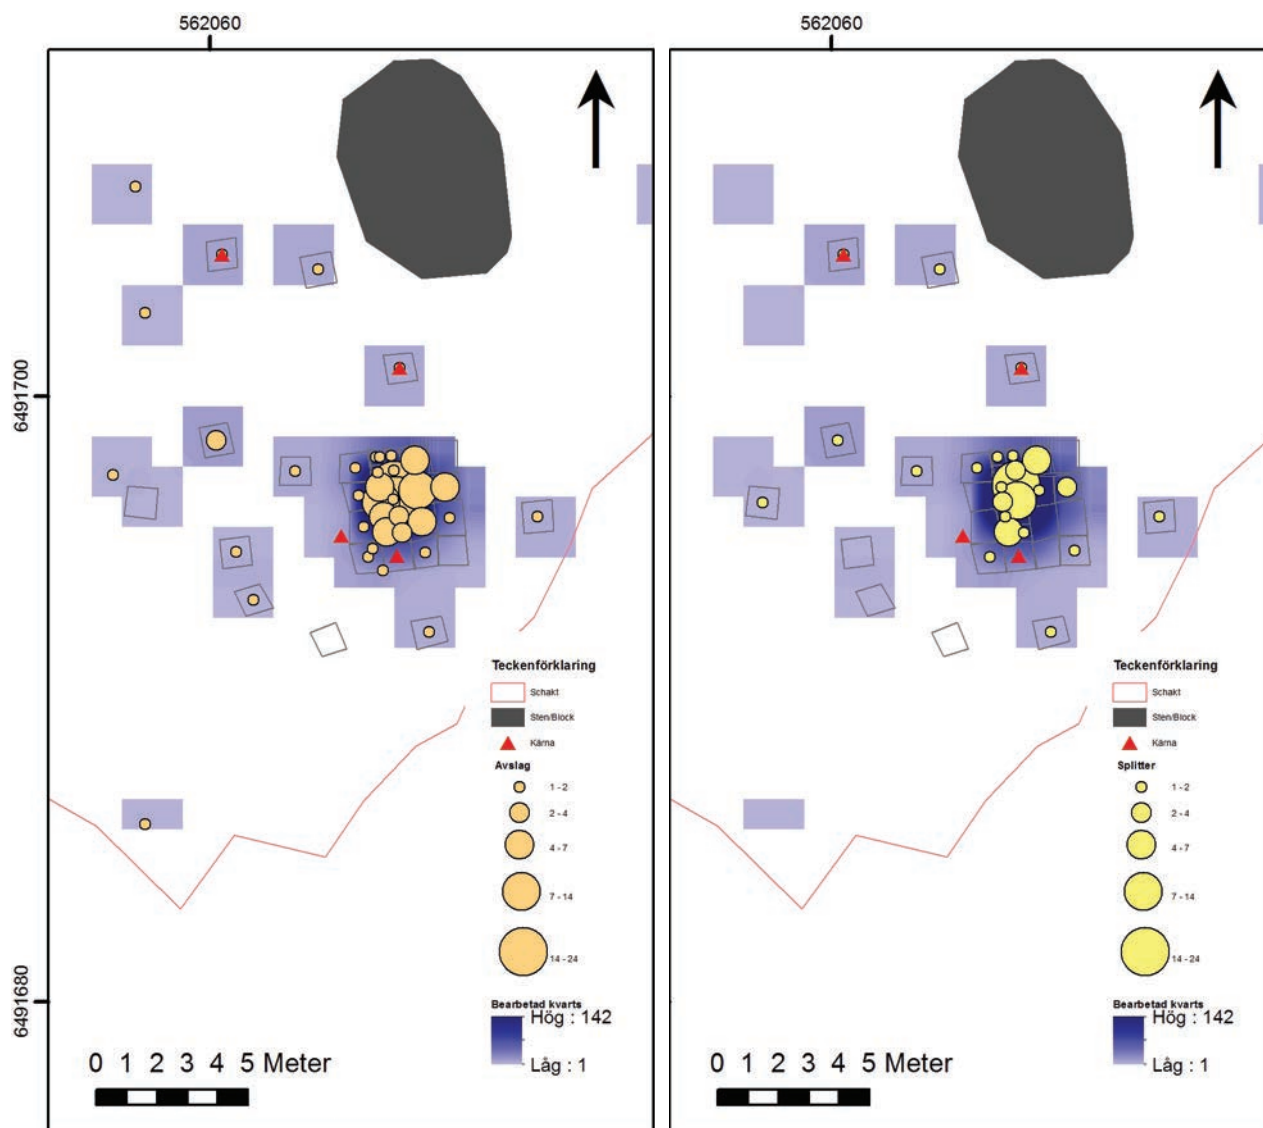 562060
6491700
6491680
Teckenförklaring
Schakt
Sten/Block
Kärna
Avslag
1 - 2
2 - 4
4 - 7
7 - 14
14 - 24
Bearbetad kvarts
Hög : 142
Låg : 1
0 1 2 3 4 5 Meter
562060
Teckenförklaring
Schakt
Sten/Block
Kärna
Splitter
1 - 2
2 - 4
4 - 7
7 - 14
14 - 24
Bearbetad kvarts
Hög : 142
Låg : 1
0 1 2 3 4 5 Meter